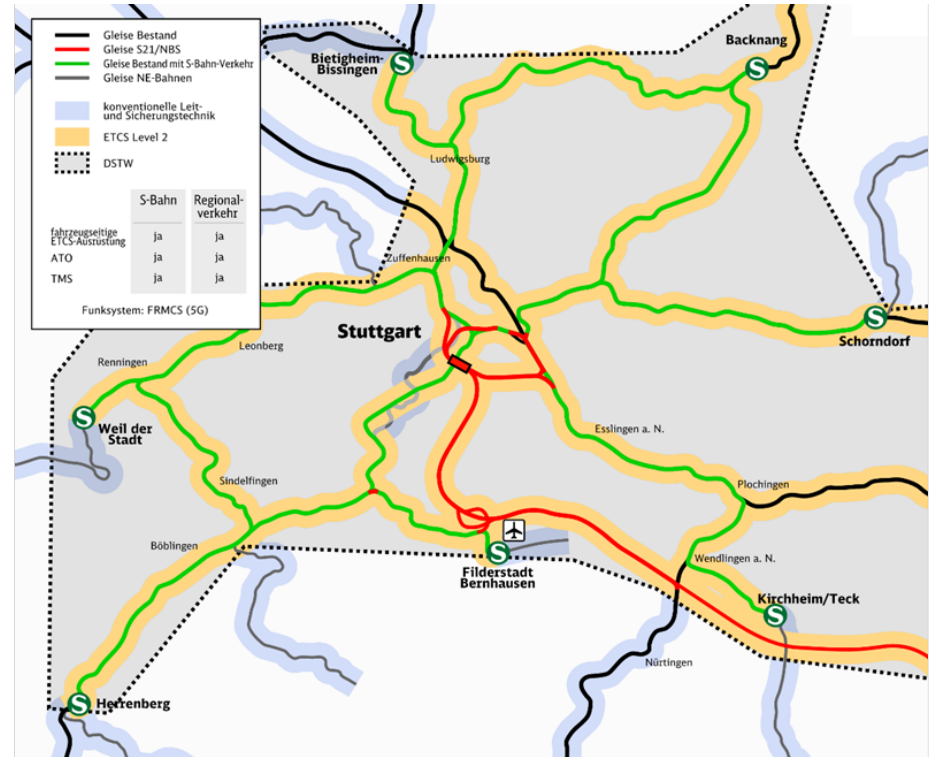 Gleise Bestand
Gleise S21/NBS
Gleise Bestand mit S-Bahn-Verkehr
Gleise NE-Bahnen
konventionelle Leit-
und Sicherungstechnik
ETCS Level 2
DSTW
S-Bahn
Regional-
verkehr
fahrzeugseitige
ETCS-Ausrüstung
ja
ja
ATO
ja
ja
TMS
ja
ja
Funksystem: FRMCS (5G)
Backnang
S
Bietigheim-
Bissingen
S
Ludwigsburg
Zuffenhausen
Stuttgart
S
Schorndorf
Leonberg
Renningen
S
Weil der
Stadt
Esslingen a. N.
Sindelfingen
Plochingen
Böblingen
S
Filderstadt
Bernhausen
Wendlingen a. N.
Kirchheim/Teck
S
Nürtingen
S
Herrenberg